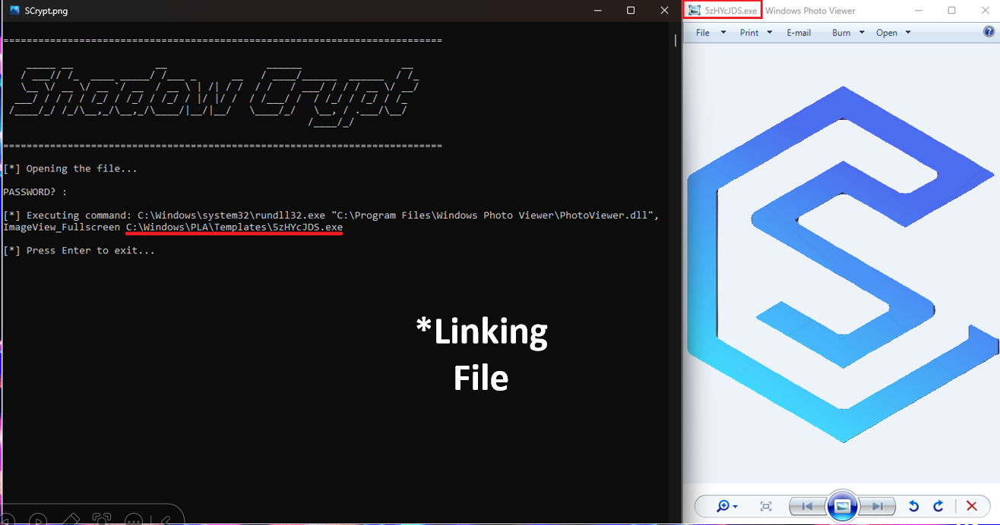 SCrypt.png
5zHYcJDS.exe Windows Photo Viewer
File Print E-mail Burn Open
===========================================================================
Shadow Crypt
===========================================================================
[*] Opening the file...
PASSWORD? :
[*] Executing command: C:\Windows\system32\rundll32.exe "C:\Program Files\Windows Photo Viewer\PhotoViewer.dll",
ImageView_Fullscreen C:\Windows\PLA\Templates\5zHYcJDS.exe
[*] Press Enter to exit...
*Linking
File